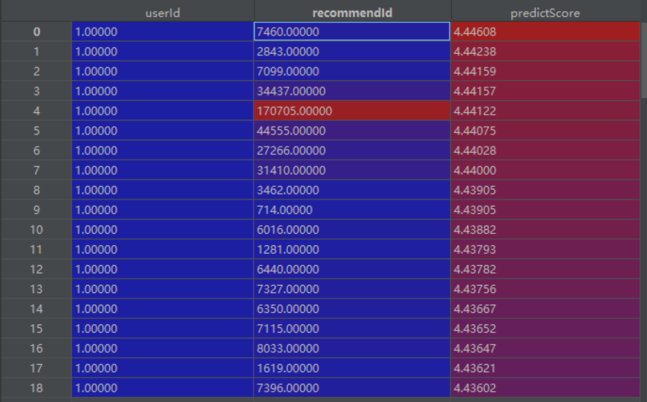 userId recommendId predictScore
0 1.00000 7460.00000 4.44608
1 1.00000 2843.00000 4.44238
2 1.00000 7099.00000 4.44159
3 1.00000 34437.00000 4.44157
4 1.00000 170705.00000 4.44122
5 1.00000 44555.00000 4.44075
6 1.00000 27266.00000 4.44028
7 1.00000 31410.00000 4.44000
8 1.00000 3462.00000 4.43905
9 1.00000 714.00000 4.43905
10 1.00000 6016.00000 4.43882
11 1.00000 1281.00000 4.43793
12 1.00000 6440.00000 4.43782
13 1.00000 7327.00000 4.43756
14 1.00000 6350.00000 4.43667
15 1.00000 7115.00000 4.43652
16 1.00000 8033.00000 4.43647
17 1.00000 1619.00000 4.43621
18 1.00000 7396.00000 4.43602